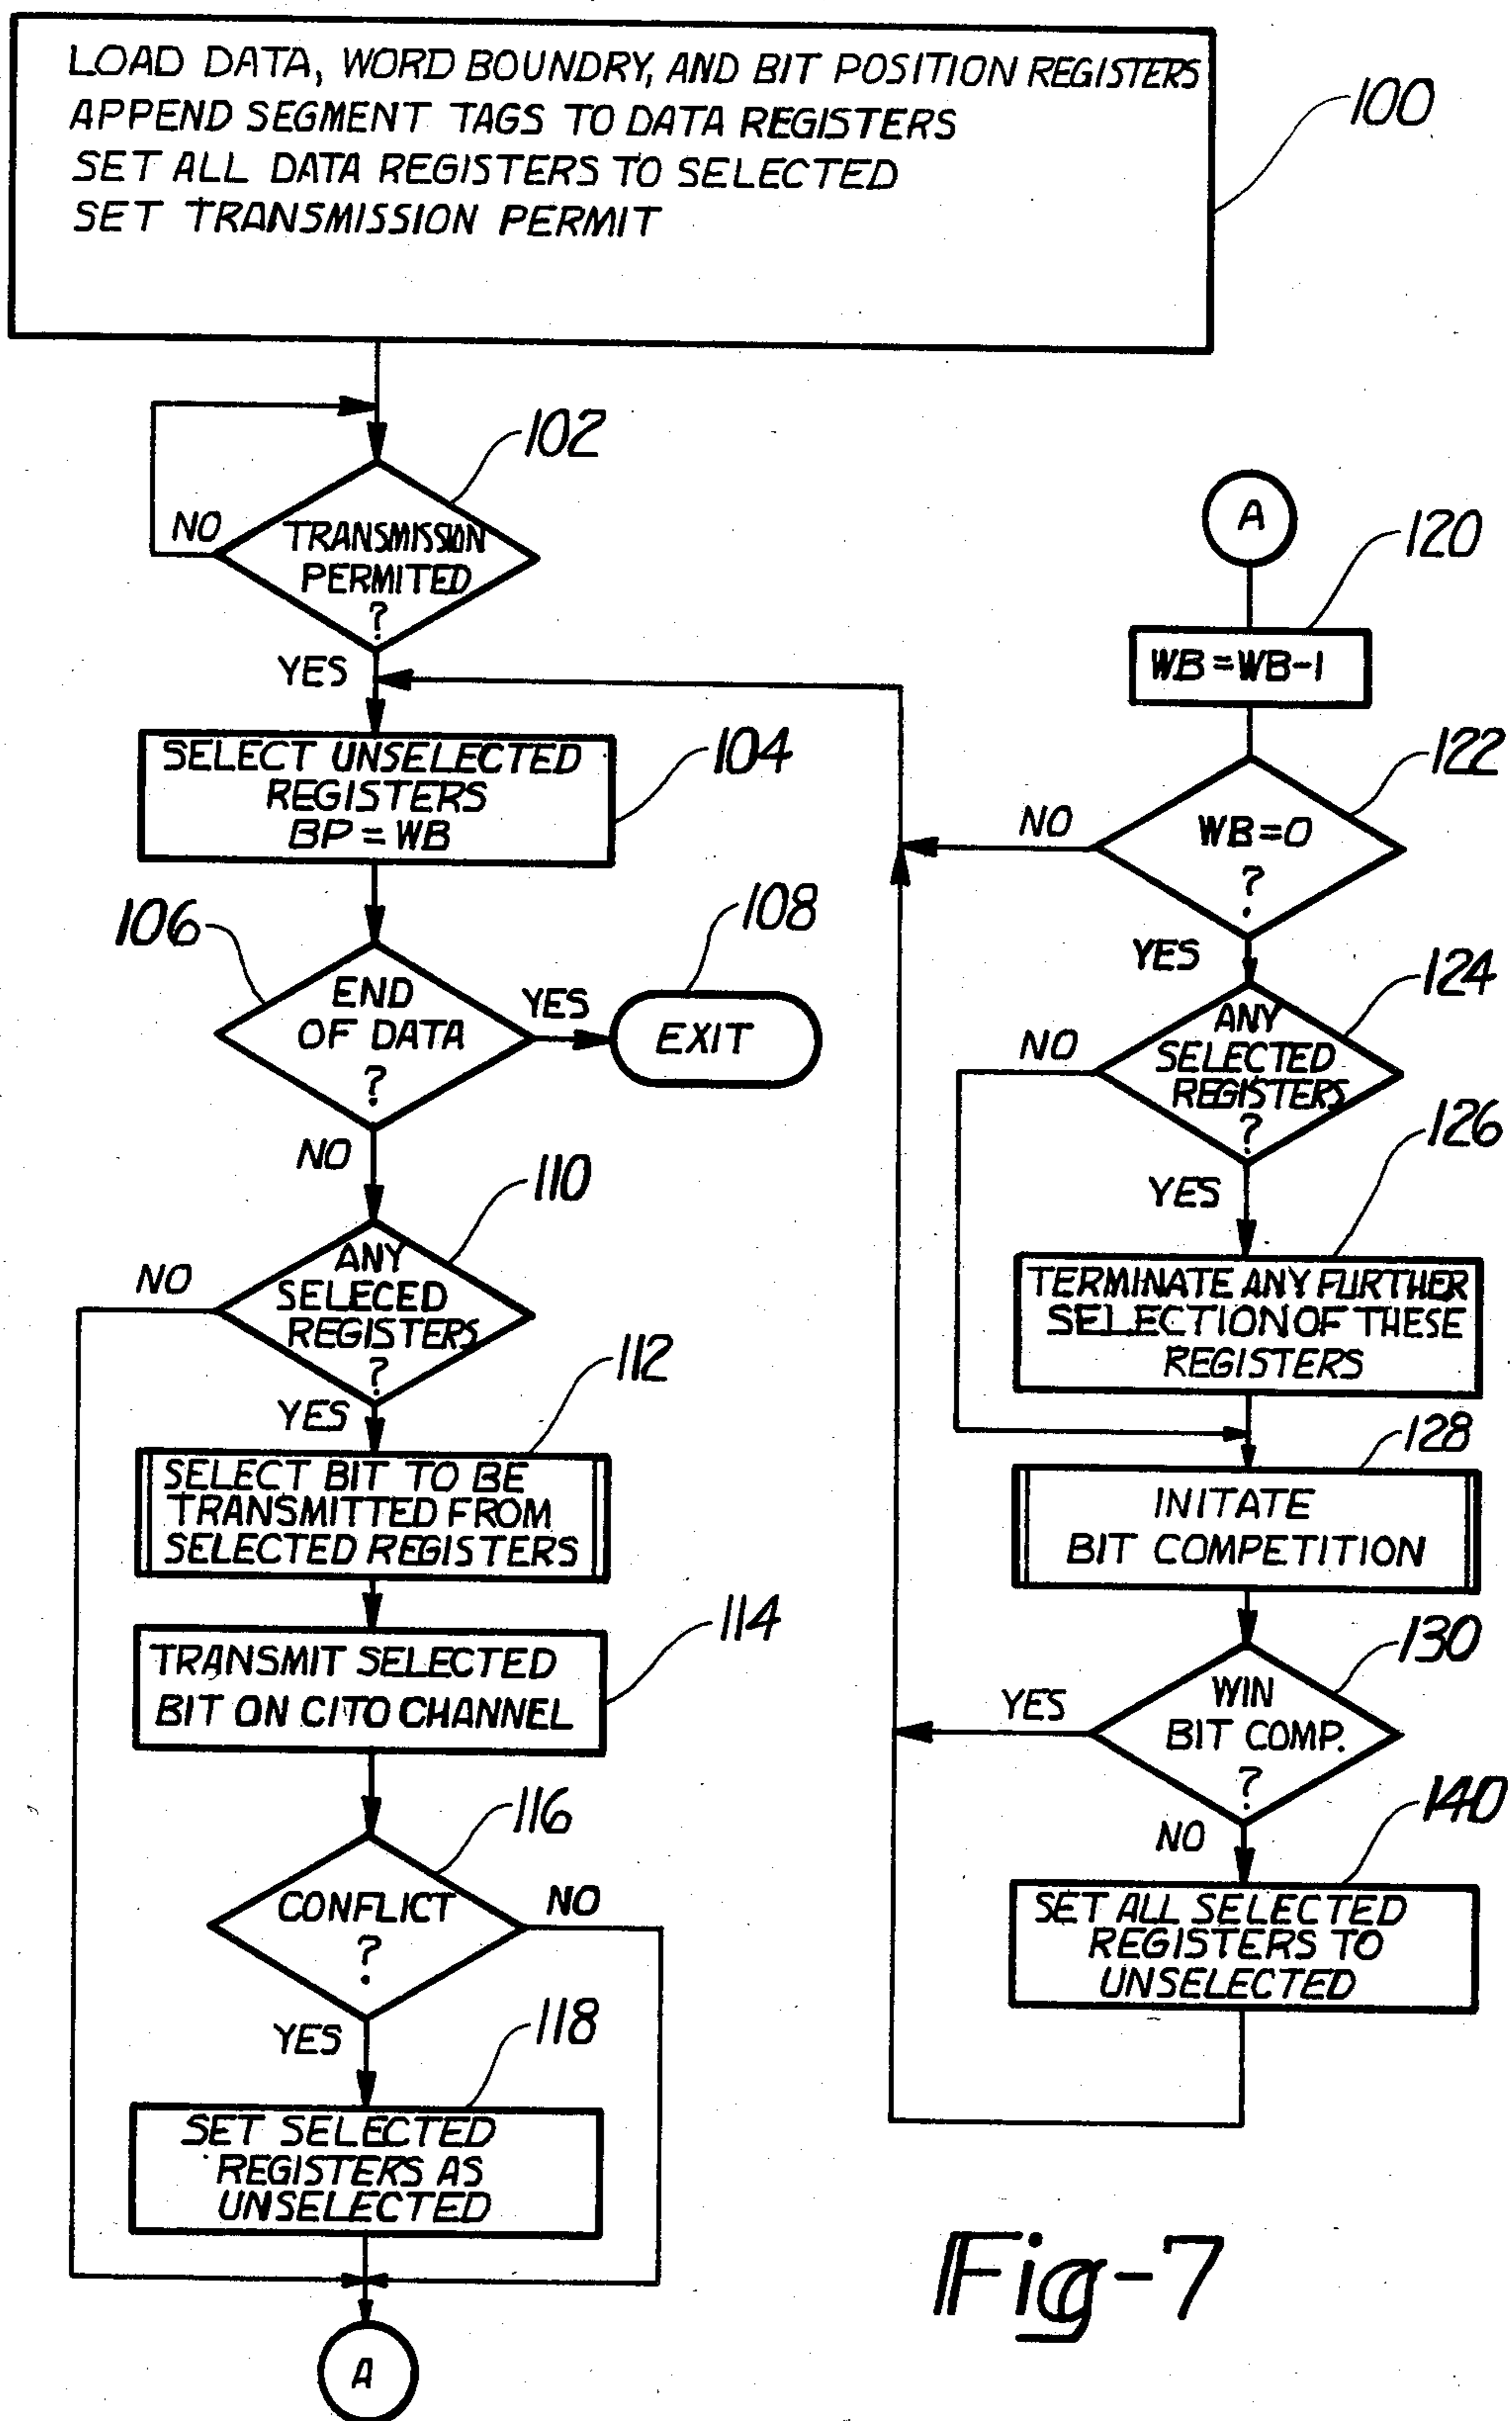 LOAD DATA, WORD BOUNDRY, AND BIT POSITION REGISTERS
APPEND SEGMENT TAGS TO DATA REGISTERS
SET ALL DATA REGISTERS TO SELECTED
SET TRANSMISSION PERMIT
100
102
NO
TRANSMISSION
PERMITED
?
YES
SELECT UNSELECTED
REGISTERS
BP = WB
104
106
END
OF DATA
?
YES
108
EXIT
NO
110
ANY
SELECED
REGISTERS
?
NO
YES
112
SELECT BIT TO BE
TRANSMITTED FROM
SELECTED REGISTERS
114
TRANSMIT SELECTED
BIT ON CITO CHANNEL
116
CONFLICT
?
NO
YES
118
SET SELECTED
REGISTERS AS
UNSELECTED
A
A
120
WB = WB-1
122
WB = 0
?
NO
YES
124
ANY
SELECTED
REGISTERS
?
NO
YES
126
TERMINATE ANY FURTHER
SELECTION OF THESE
REGISTERS
128
INITATE
BIT COMPETITION
130
WIN
BIT COMP.
?
YES
NO
140
SET ALL SELECTED
REGISTERS TO
UNSELECTED
Fig-7